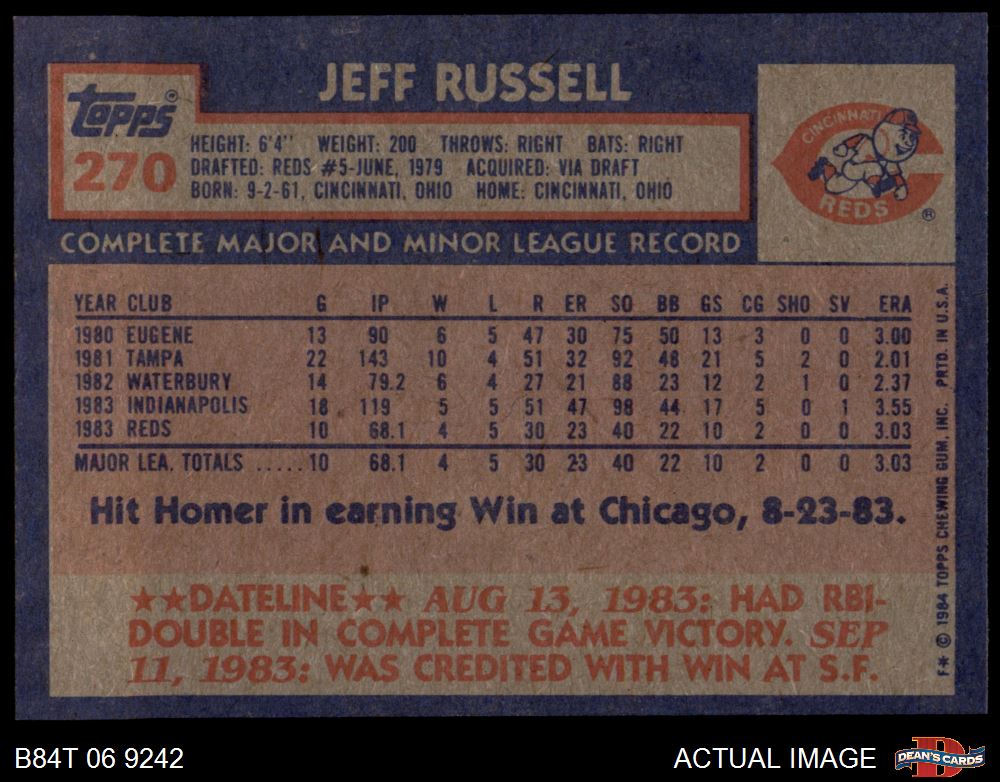 JEFF RUSSELL
Topps®
270
HEIGHT: 6'4'' WEIGHT: 200 THROWS: RIGHT BATS: RIGHT
DRAFTED: REDS #5-JUNE, 1979 ACQUIRED: VIA DRAFT
BORN: 9-2-61, CINCINNATI, OHIO HOME: CINCINNATI, OHIO
CINCINNATI
REDS
®
COMPLETE MAJOR AND MINOR LEAGUE RECORD
YEAR CLUB G IP W L R ER SO BB GS CG SHO SV ERA
1980 EUGENE 13 90 6 5 47 30 75 50 13 3 0 0 3.00
1981 TAMPA 22 143 10 4 51 32 92 48 21 5 2 0 2.01
1982 WATERBURY 14 79.2 6 4 27 21 88 23 12 2 1 0 2.37
1983 INDIANAPOLIS 18 119 5 5 51 47 98 44 17 5 0 1 3.55
1983 REDS 10 68.1 4 5 30 23 40 22 10 2 0 0 3.03
MAJOR LEA. TOTALS .....10 68.1 4 5 30 23 40 22 10 2 0 0 3.03
Hit Homer in earning Win at Chicago, 8-23-83.
★★DATELINE★★ AUG 13, 1983: HAD RBI-
DOUBLE IN COMPLETE GAME VICTORY. SEP
11, 1983: WAS CREDITED WITH WIN AT S.F.
F* © 1984 TOPPS CHEWING GUM, INC. PRTD. IN U.S.A.
B84T 06 9242
ACTUAL IMAGE
D
DEAN'S CARDS